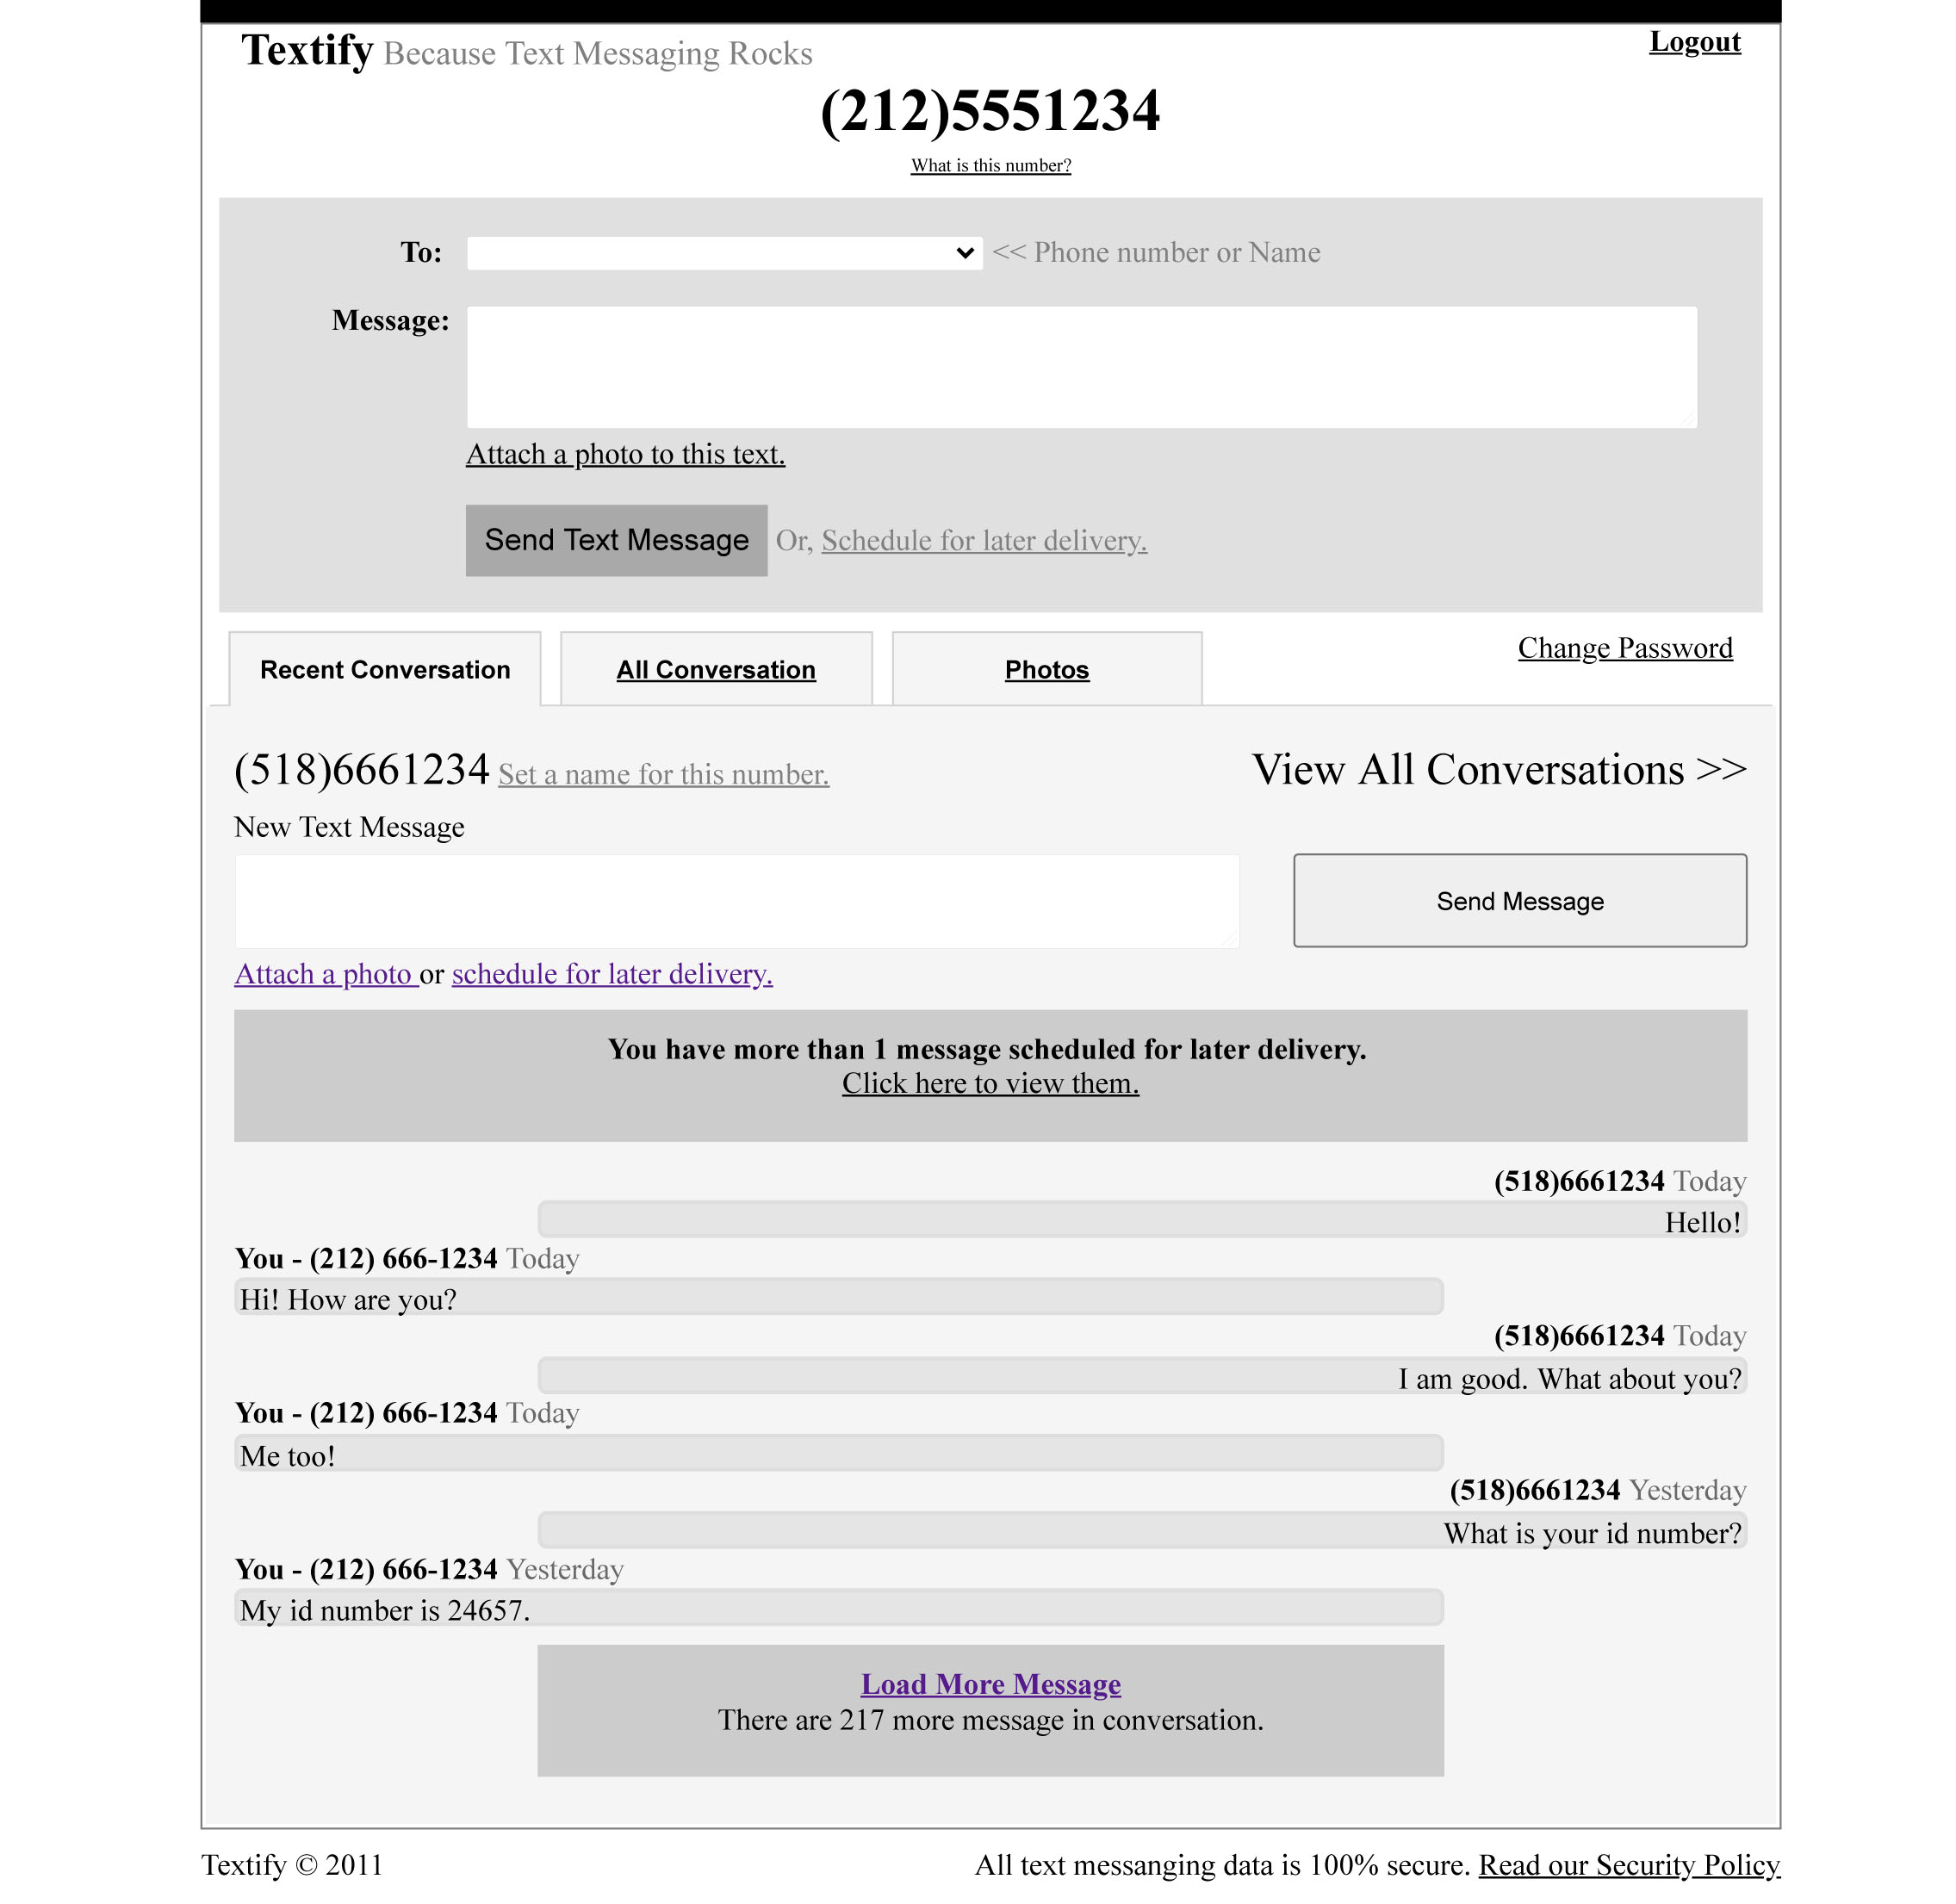 Textify Because Text Messaging Rocks
Logout
(212)5551234
What is this number?
To: << Phone number or Name
Message:
Attach a photo to this text.
Send Text Message Or, Schedule for later delivery.
Recent Conversation
All Conversation
Photos
Change Password
(518)6661234 Set a name for this number.
View All Conversations >>
New Text Message
Send Message
Attach a photo or schedule for later delivery.
You have more than 1 message scheduled for later delivery.
Click here to view them.
(518)6661234 Today
Hello!
You - (212) 666-1234 Today
Hi! How are you?
(518)6661234 Today
I am good. What about you?
You - (212) 666-1234 Today
Me too!
(518)6661234 Yesterday
What is your id number?
You - (212) 666-1234 Yesterday
My id number is 24657.
Load More Message
There are 217 more message in conversation.
Textify © 2011
All text messanging data is 100% secure. Read our Security Policy